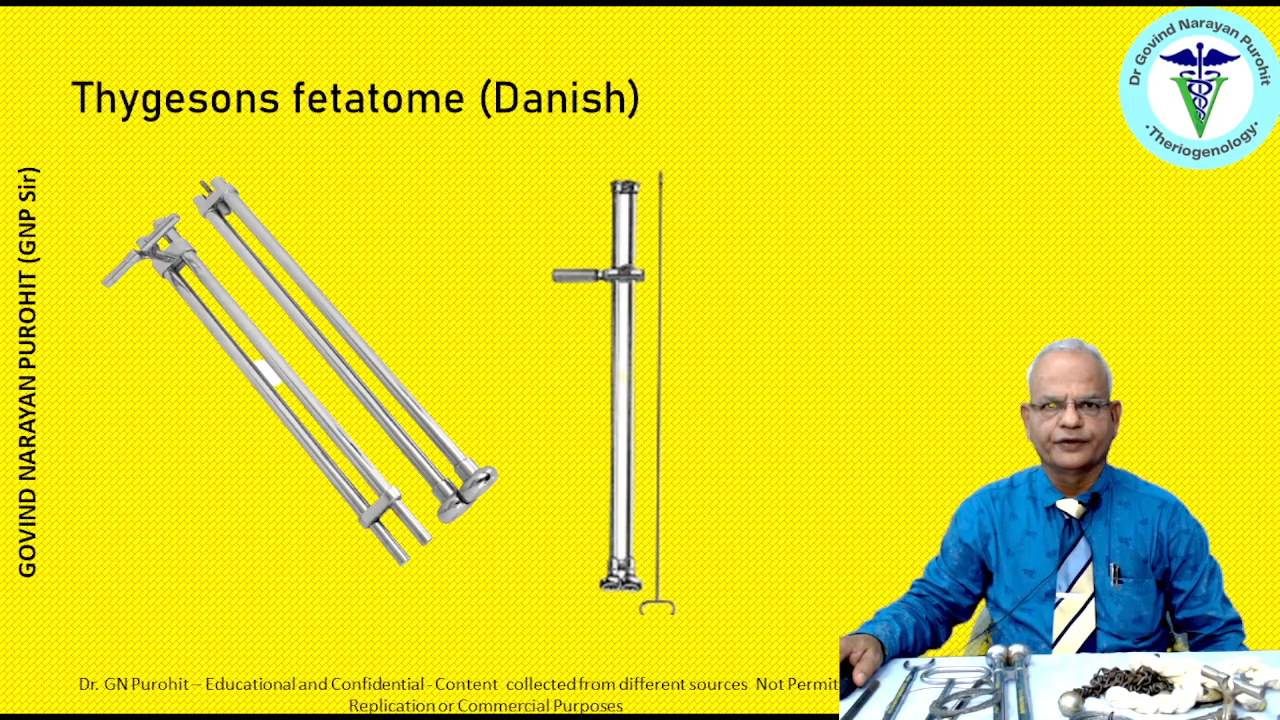 Thygesons fetatome (Danish)
Dr Govind Narayan Purohit
•Theriogenology•
GOVIND NARAYAN PUROHIT (GNP Sir)
Dr. GN Purohit – Educational and Confidential - Content collected from different sources Not Permit
Replication or Commercial Purposes